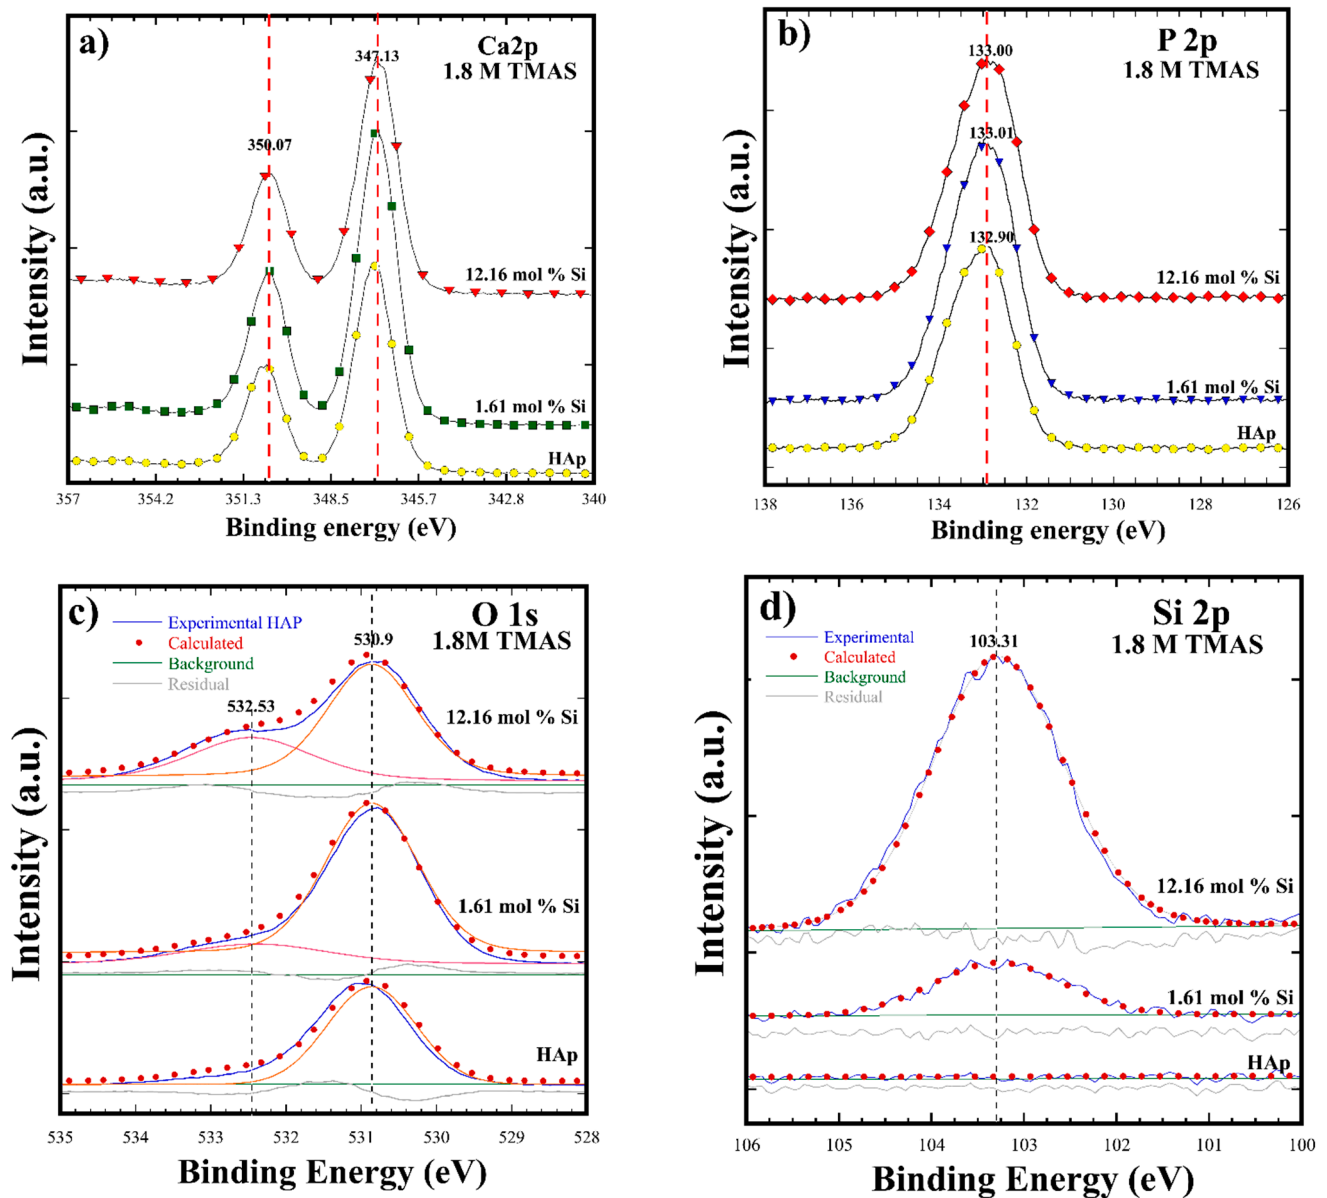 a)
Ca2p
1.8 M TMAS
347.13
350.07
12.16 mol % Si
1.61 mol % Si
HAp
Intensity (a.u.)
357 354.2 351.3 348.5 345.7 342.8 340
Binding energy (eV)
b)
P 2p
1.8 M TMAS
133.00
133.01
132.90
12.16 mol % Si
1.61 mol % Si
HAp
Intensity (a.u.)
138 136 134 132 130 128 126
Binding energy (eV)
c)
O 1s
1.8M TMAS
Experimental HAP
Calculated
Background
Residual
530.9
532.53
12.16 mol % Si
1.61 mol % Si
HAp
Intensity (a.u.)
535 534 533 532 531 530 529 528
Binding Energy (eV)
d)
Si 2p
1.8 M TMAS
Experimental
Calculated
Background
Residual
103.31
12.16 mol % Si
1.61 mol % Si
HAp
Intensity (a.u.)
106 105 104 103 102 101 100
Binding Energy (eV)